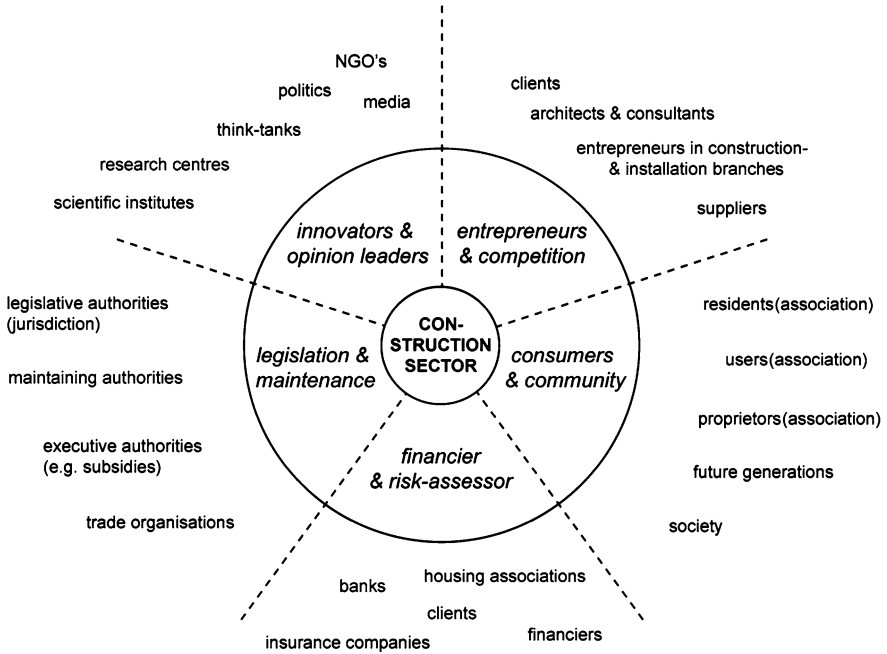 NGO's
politics
media
think-tanks
research centres
scientific institutes
clients
architects & consultants
entrepreneurs in construction-
& installation branches
suppliers
innovators &
opinion leaders
entrepreneurs
& competition
legislative authorities
(jurisdiction)
maintaining authorities
executive authorities
(e.g. subsidies)
trade organisations
legislation &
maintenance
CON-
STRUCTION
SECTOR
consumers
& community
residents(association)
users(association)
proprietors(association)
future generations
society
financier
& risk-assessor
banks
housing associations
clients
insurance companies
financiers